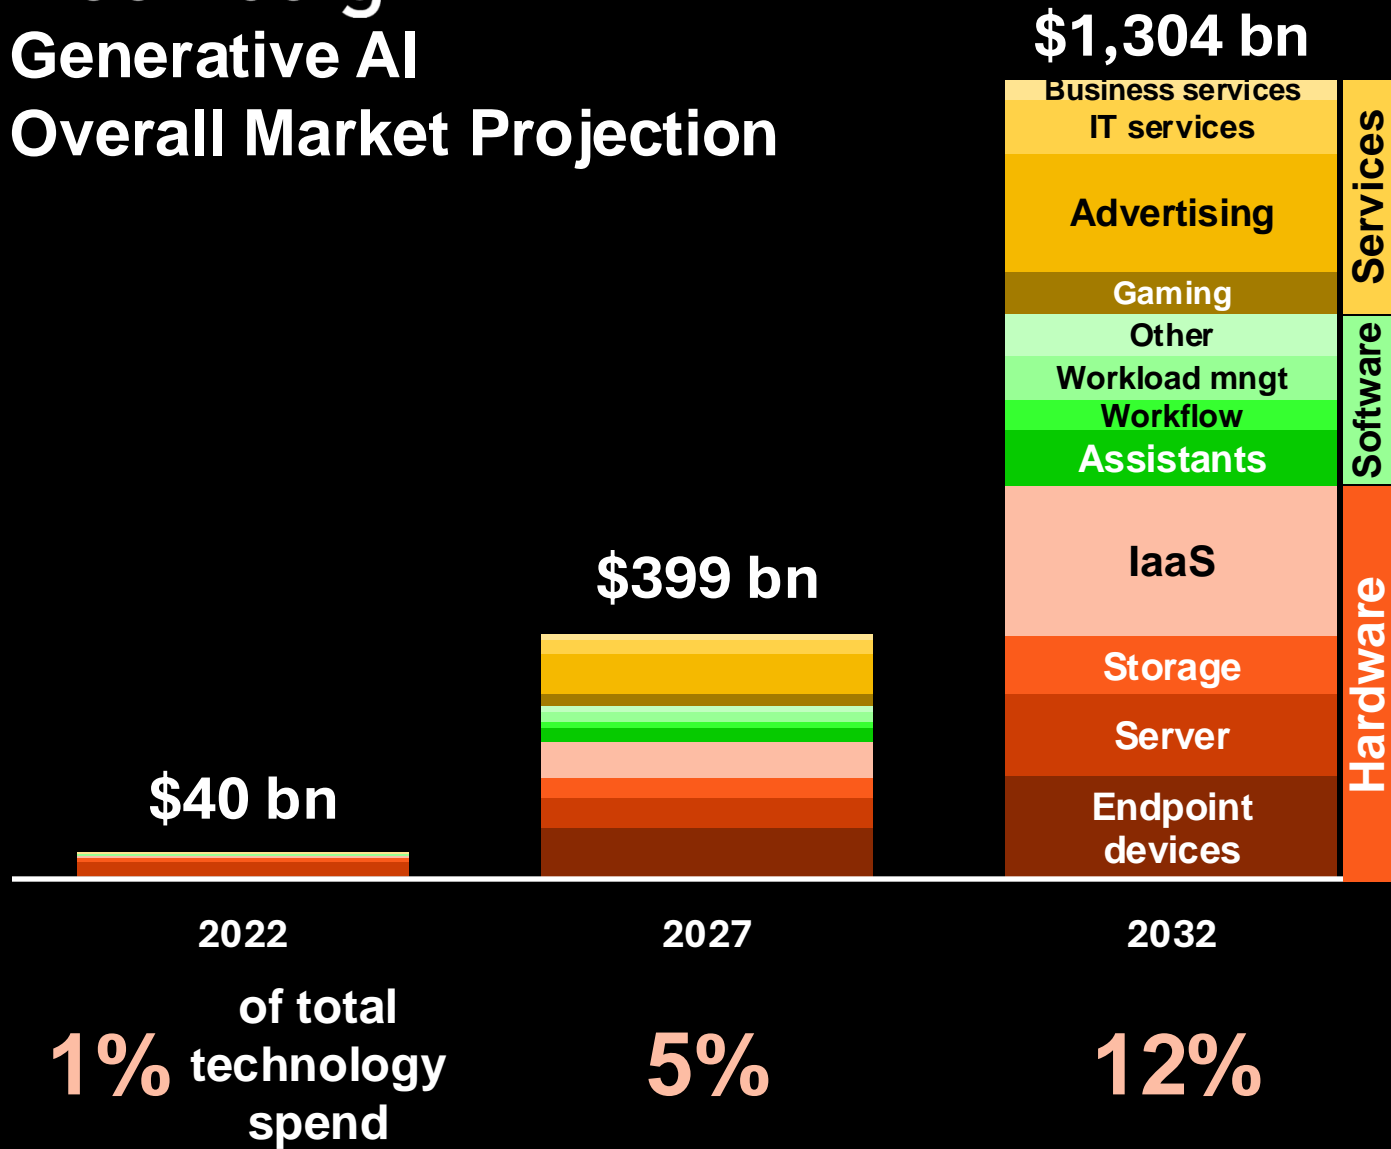 Generative AI
Overall Market Projection
$1,304 bn
Business services
IT services
Advertising
Gaming
Other
Workload mngt
Workflow
Assistants
IaaS
Storage
Server
Endpoint
devices
Services
Software
Hardware
$399 bn
$40 bn
2022
2027
2032
1%
of total
technology
spend
5%
12%